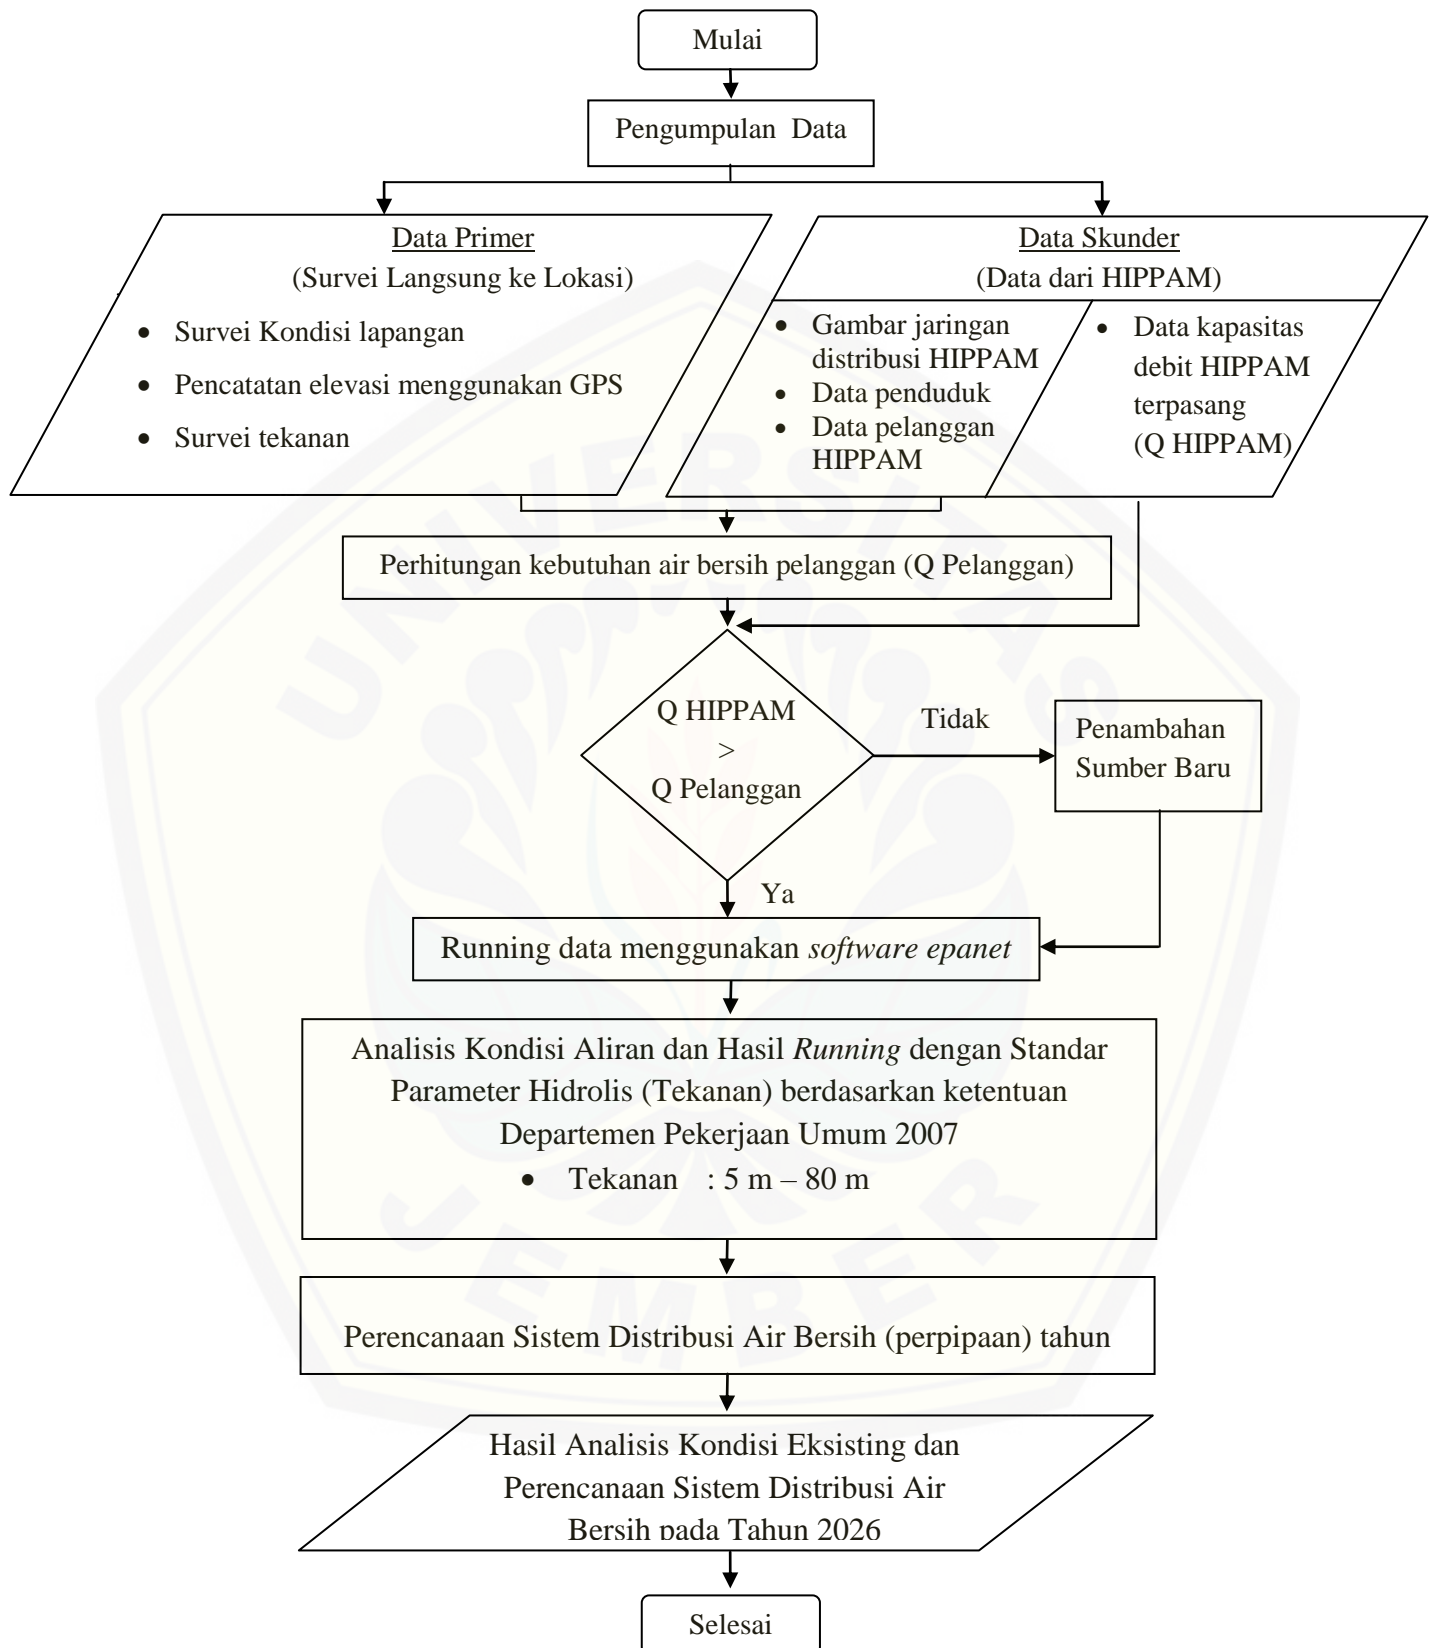 Mulai
Pengumpulan Data
Data Primer
(Survei Langsung ke Lokasi)
• Survei Kondisi lapangan
• Pencatatan elevasi menggunakan GPS
• Survei tekanan
Data Skunder
(Data dari HIPPAM)
• Gambar jaringan
distribusi HIPPAM
• Data penduduk
• Data pelanggan
HIPPAM
• Data kapasitas
debit HIPPAM
terpasang
(Q HIPPAM)
Perhitungan kebutuhan air bersih pelanggan (Q Pelanggan)
Q HIPPAM
>
Q Pelanggan
Tidak
Penambahan
Sumber Baru
Ya
Running data menggunakan software epanet
Analisis Kondisi Aliran dan Hasil Running dengan Standar
Parameter Hidrolis (Tekanan) berdasarkan ketentuan
Departemen Pekerjaan Umum 2007
• Tekanan : 5 m – 80 m
Perencanaan Sistem Distribusi Air Bersih (perpipaan) tahun
Hasil Analisis Kondisi Eksisting dan
Perencanaan Sistem Distribusi Air
Bersih pada Tahun 2026
Selesai
UNIVERSITAS
JEMBER